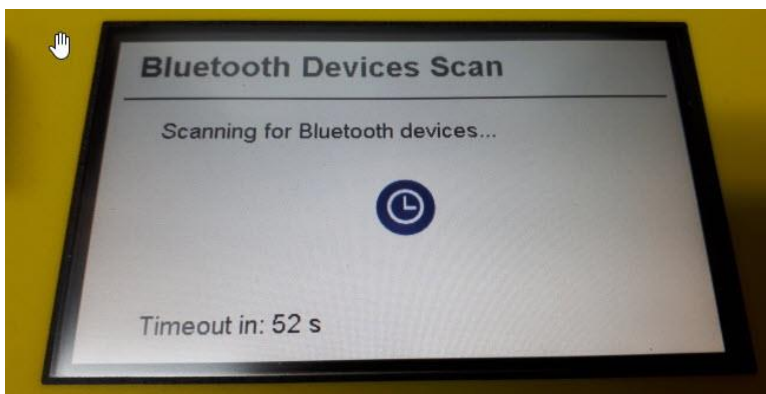 Bluetooth Devices Scan
Scanning for Bluetooth devices...
Timeout in: 52 s